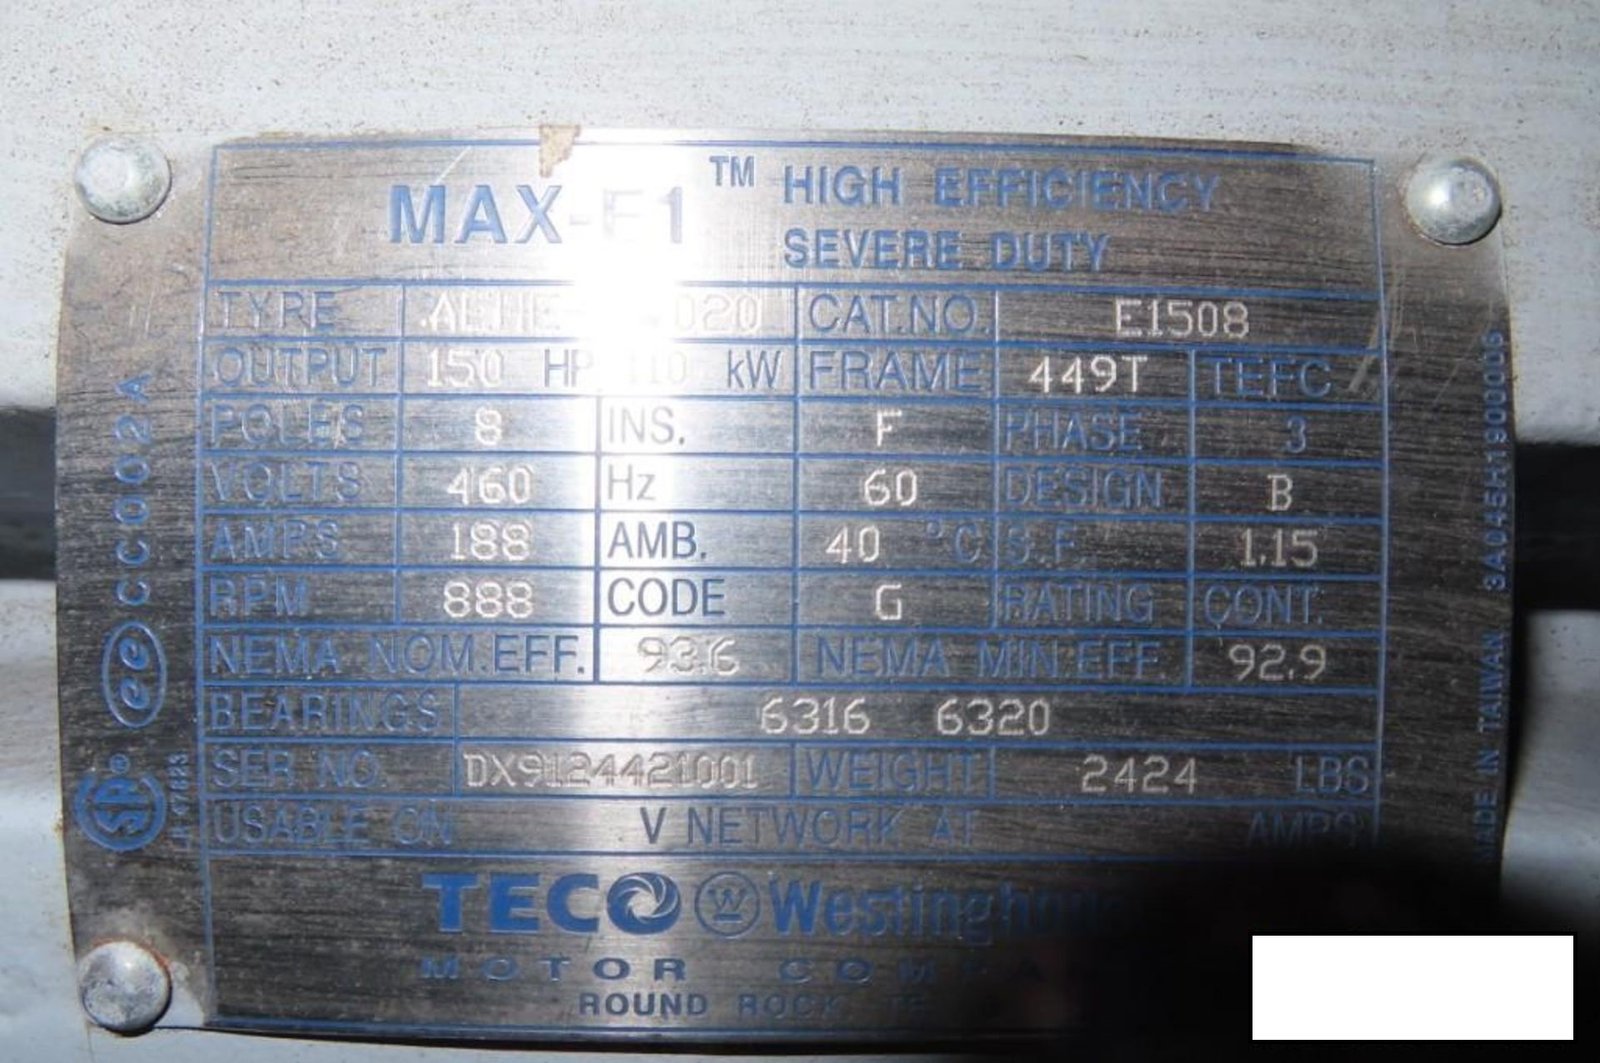 MAX-E1 ™ HIGH EFFICIENCY
SEVERE DUTY
TYPE CAT.NO. E1508
OUTPUT 150 HP 110 kW FRAME 449T TEFC
POLES 8 INS. F PHASE 3
VOLTS 460 Hz 60 DESIGN B
AMPS 188 AMB. 40 °C S.F. 1.15
RPM 888 CODE G RATING CONT.
NEMA NOM.EFF. 93.6 NEMA MIN.EFF. 92.9
BEARINGS 6316 6320
SER NO. DX9124421001 WEIGHT 2424 LBS
USABLE ON V NETWORK AT AMPS
TECO W Westinghouse
MOTOR
ROUND ROCK
CC002A
MADE IN TAIWAN 3A045H1900006